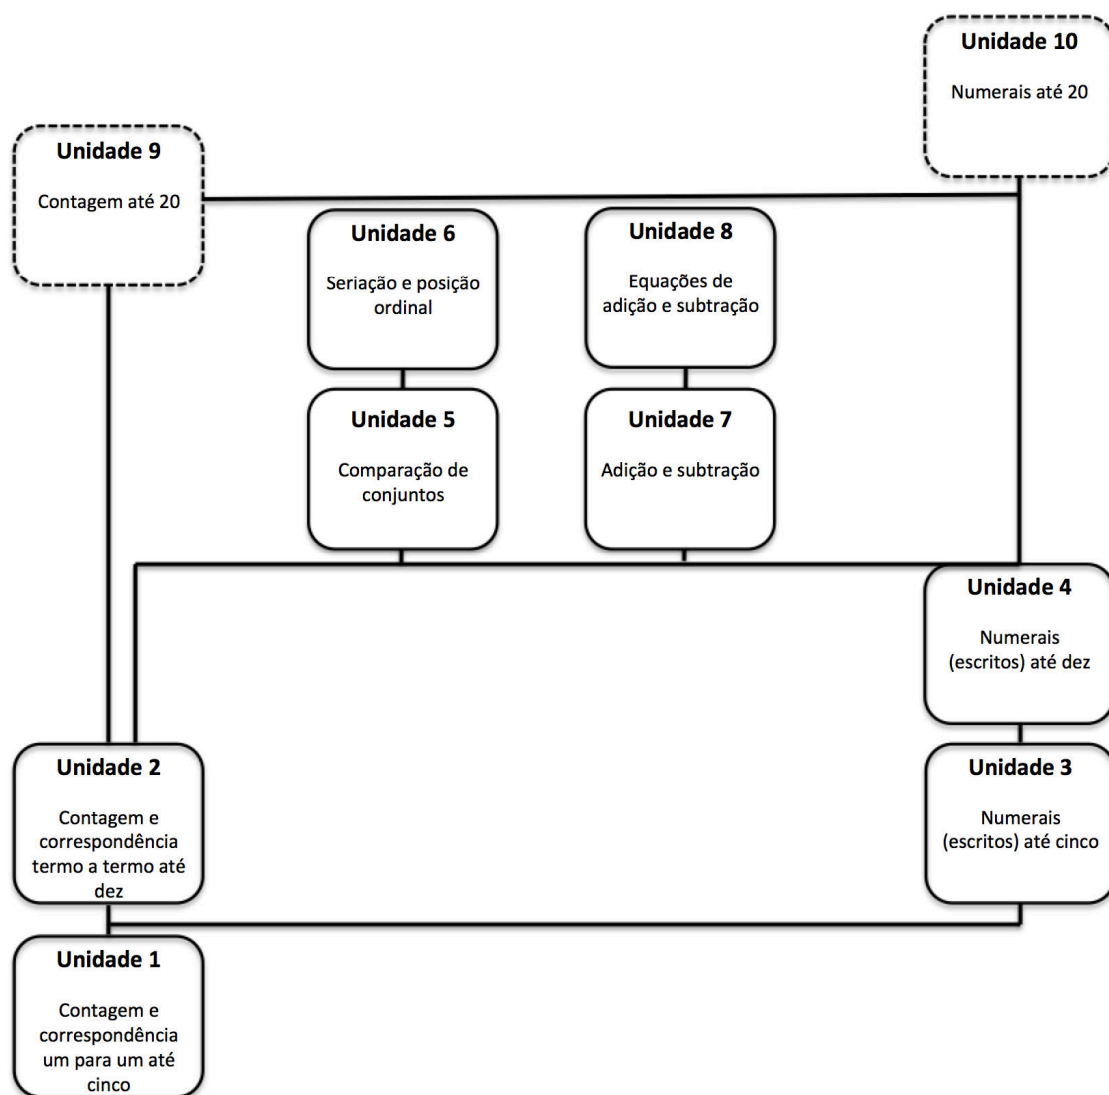 Unidade 10
Numerais até 20
Unidade 9
Contagem até 20
Unidade 6
Seriação e posição
ordinal
Unidade 8
Equações de
adição e subtração
Unidade 5
Comparação de
conjuntos
Unidade 7
Adição e subtração
Unidade 4
Numerais
(escritos) até dez
Unidade 2
Contagem e
correspondência
termo a termo até
dez
Unidade 3
Numerais
(escritos) até cinco
Unidade 1
Contagem e
correspondência
um para um até
cinco